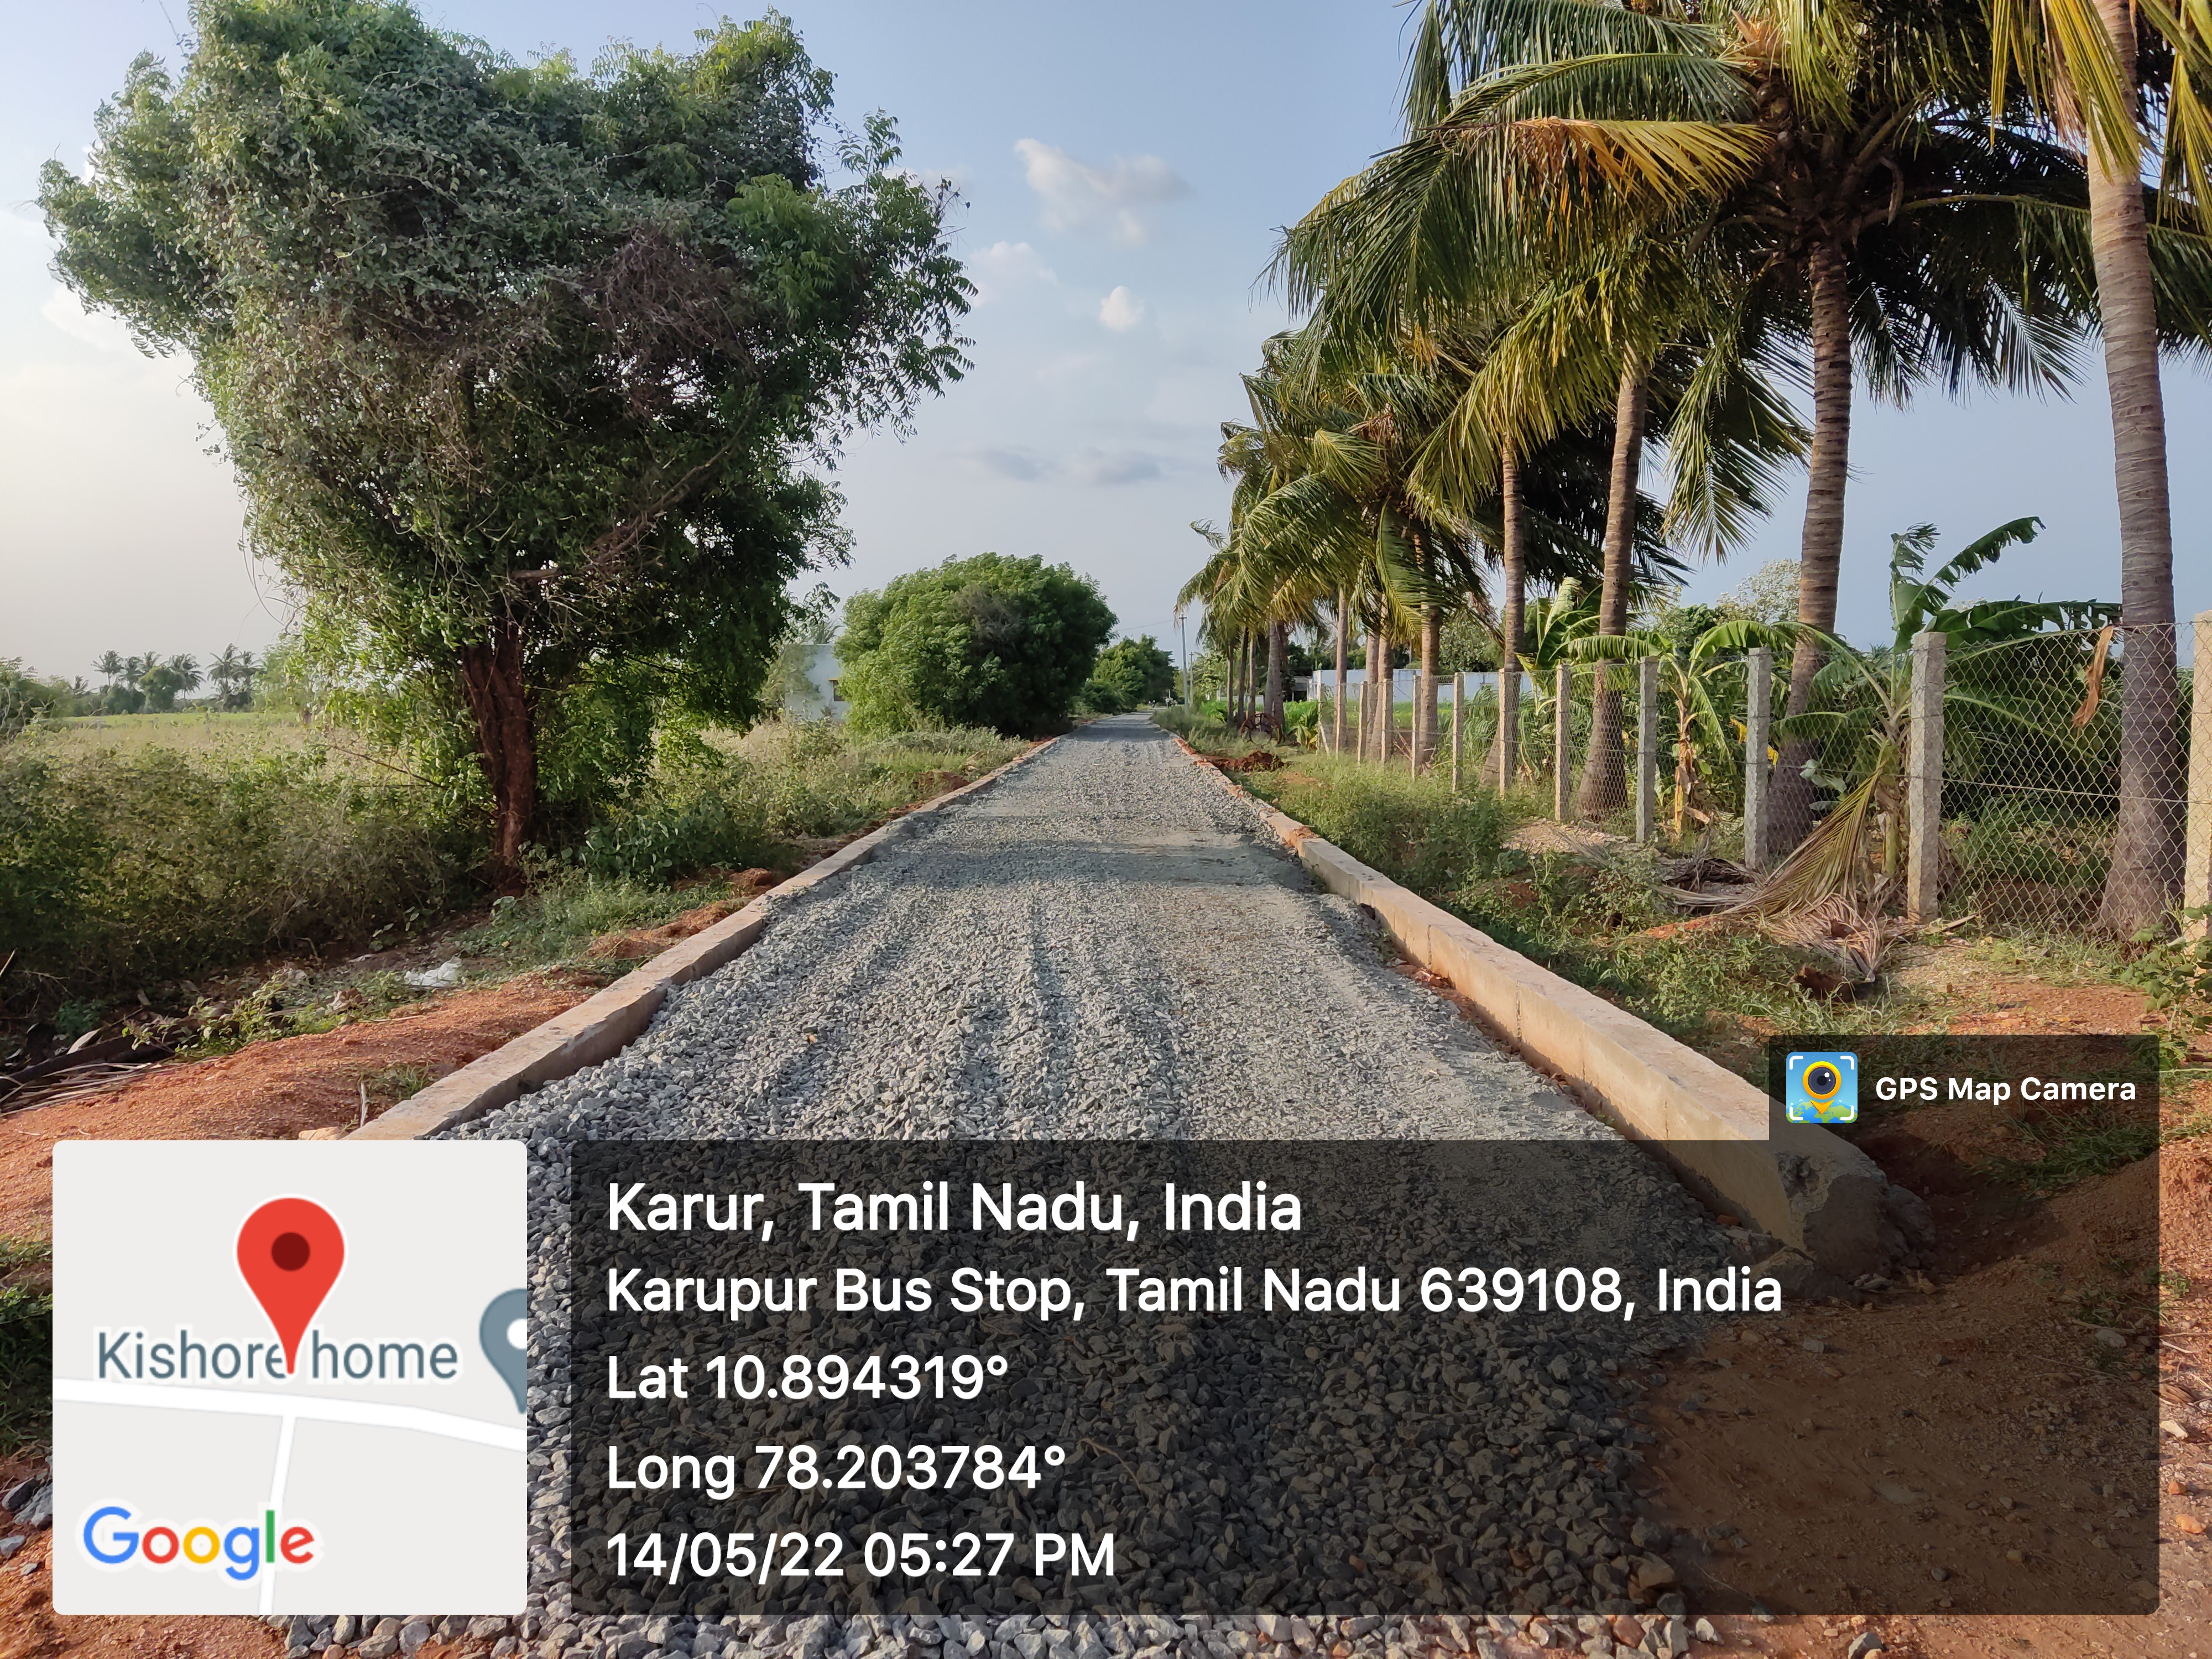 GPS Map Camera
Karur, Tamil Nadu, India
Karupur Bus Stop, Tamil Nadu 639108, India
Lat 10.894319°
Long 78.203784°
14/05/22 05:27 PM
Kishore home
Google